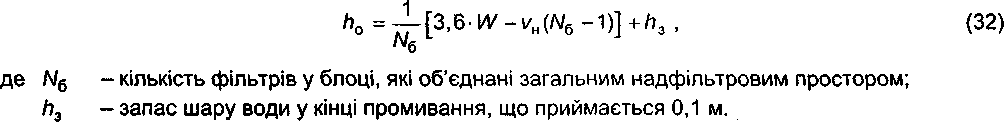 h₀ = 1/N_б [3,6· W – v_н (N_б –1)] + h_з , (32)
де N_б – кількість фільтрів у блоці, які об'єднані загальним надфільтровим простором;
h_з – запас шару води у кінці промивання, що приймається 0,1 м.